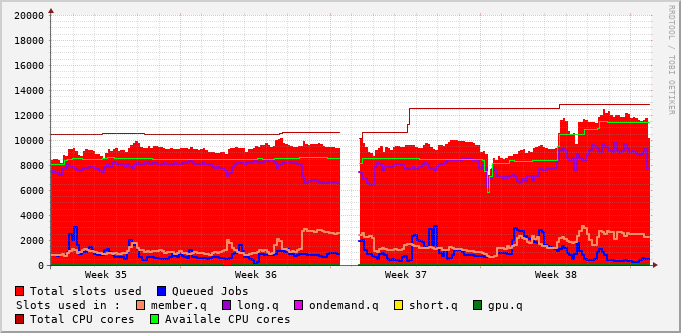 20000
18000
16000
14000
12000
10000
8000
6000
4000
2000
0
Week 35 Week 36 Week 37 Week 38
Total slots used Queued Jobs
Slots used in : member.q long.q ondemand.q short.q gpu.q
Total CPU cores Availale CPU cores
RRDTOOL / TOBI OETIKER